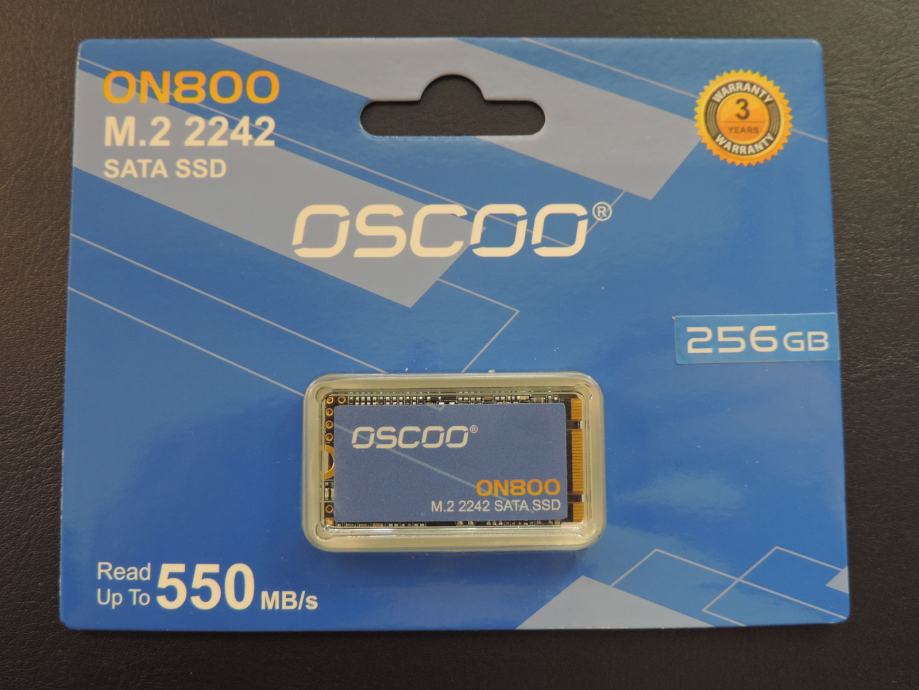 ON800
M.2 2242
SATA SSD
WARRANTY
3
YEARS
WARRANTY
OSCOO®
256GB
OSCOO®
ON800
M.2 2242 SATA SSD
Read
Up To 550 MB/s